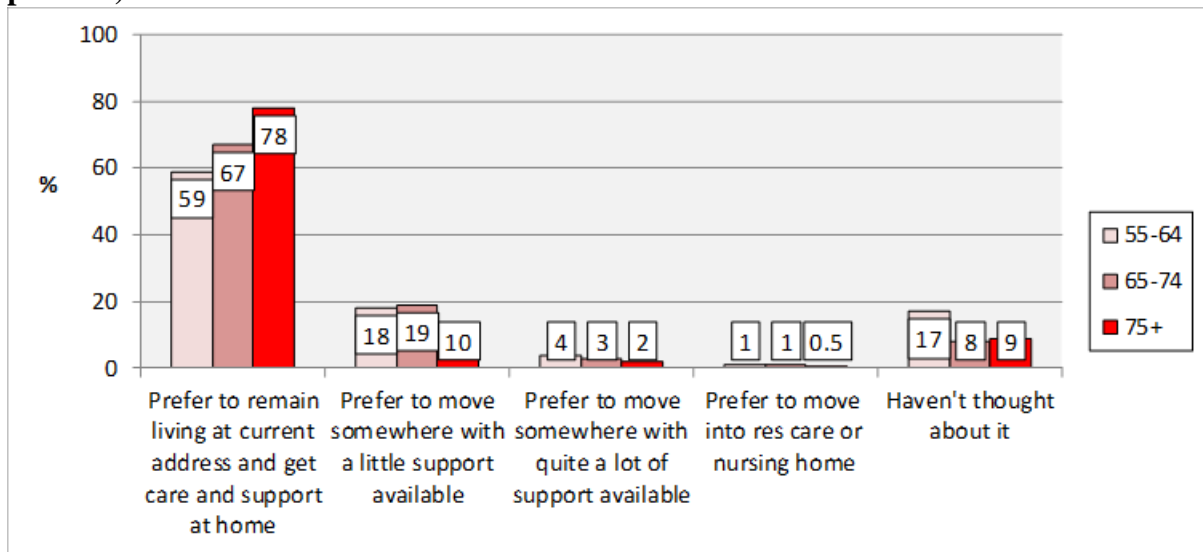 100
80
60
40
20
0
%
59 67 78
18 19 10
4 3 2
1 1 0.5
17 8 9
Prefer to remain
living at current
address and get
care and support
at home
Prefer to move
somewhere with
a little support
available
Prefer to move
somewhere with
quite a lot of
support available
Prefer to move
into res care or
nursing home
Haven't thought
about it
55-64
65-74
75+